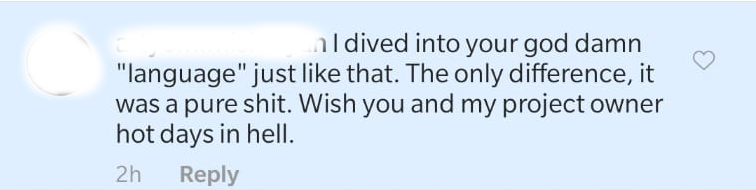 I dived into your god damn
"language" just like that. The only difference, it
was a pure shit. Wish you and my project owner
hot days in hell.
2h Reply